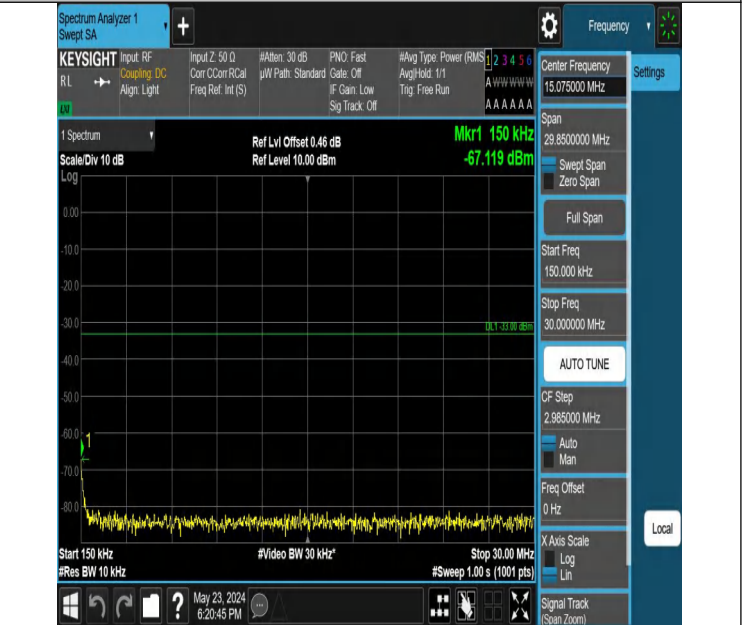 Spectrum Analyzer 1
Swept SA
+
Frequency
KEYSIGHT
RL
LXI
Input: RF
Coupling: DC
Align: Light
Input Z: 50 Ω
Corr CCorr RCal
Freq Ref: Int (S)
#Atten: 30 dB
µW Path: Standard
PNO: Fast
Gate: Off
IF Gain: Low
Sig Track: Off
#Avg Type: Power (RMS
Avg|Hold: 1/1
Trig: Free Run
1 2 3 4 5 6
A W W W W W
A A A A A A
1 Spectrum
Scale/Div 10 dB
Log
Ref Lvl Offset 0.46 dB
Ref Level 10.00 dBm
Mkr1 150 kHz
-67.119 dBm
0.00
-10.0
-20.0
-30.0
DL1 -33.00 dBm
-40.0
-50.0
-60.0
1
-70.0
-80.0
Start 150 kHz
#Res BW 10 kHz
#Video BW 30 kHz*
Stop 30.00 MHz
#Sweep 1.00 s (1001 pts)
Center Frequency
15.075000 MHz
Settings
Span
29.8500000 MHz
Swept Span
Zero Span
Full Span
Start Freq
150.000 kHz
Stop Freq
30.000000 MHz
AUTO TUNE
CF Step
2.985000 MHz
Auto
Man
Freq Offset
0 Hz
X Axis Scale
Log
Lin
Local
Signal Track
(Span Zoom)
?
May 23, 2024
6:20:45 PM